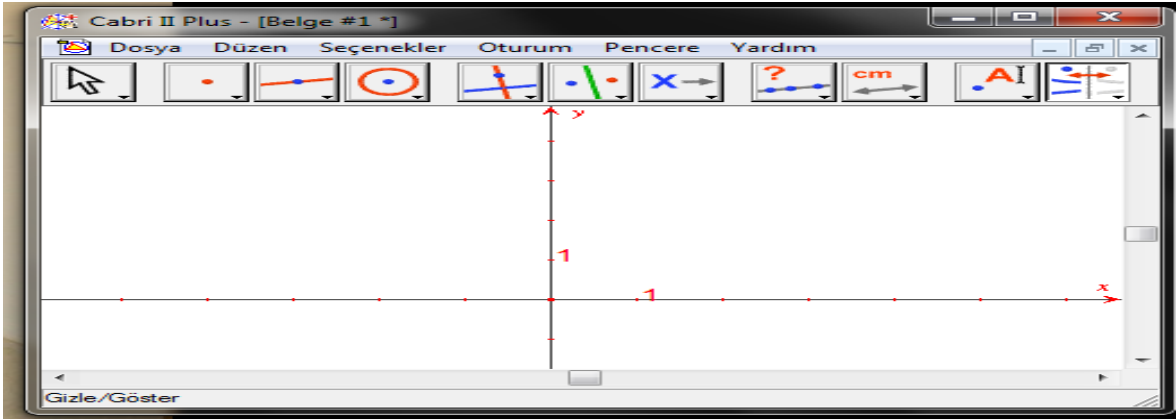 Cabri II Plus - [Belge #1 *]
Dosya Düzen Seçenekler Oturum Pencere Yardım
? cm A
y
1
1
x
Gizle/Göster